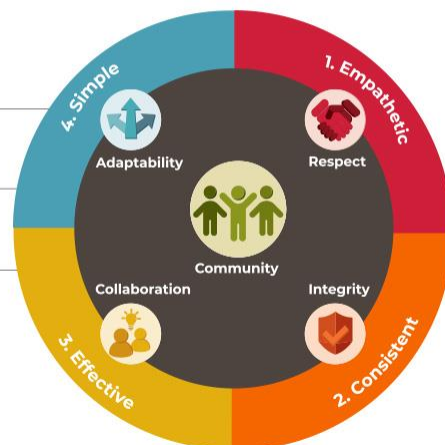 4. Simple
1. Empathetic
Adaptability
Respect
Community
Collaboration
Integrity
3. Effective
2. Consistent